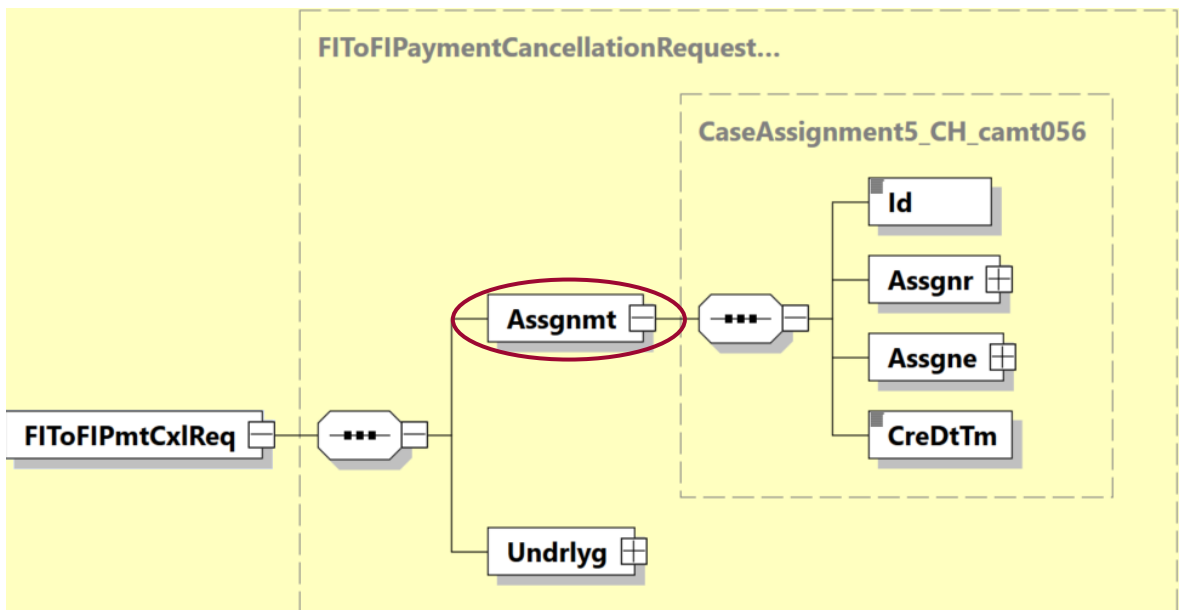 FIToFIPaymentCancellationRequest...
CaseAssignment5_CH_camt056
Id
Assgnr
Assgnmt
Assgne
FIToFIPmtCxlReq
CreDtTm
Undrlyg